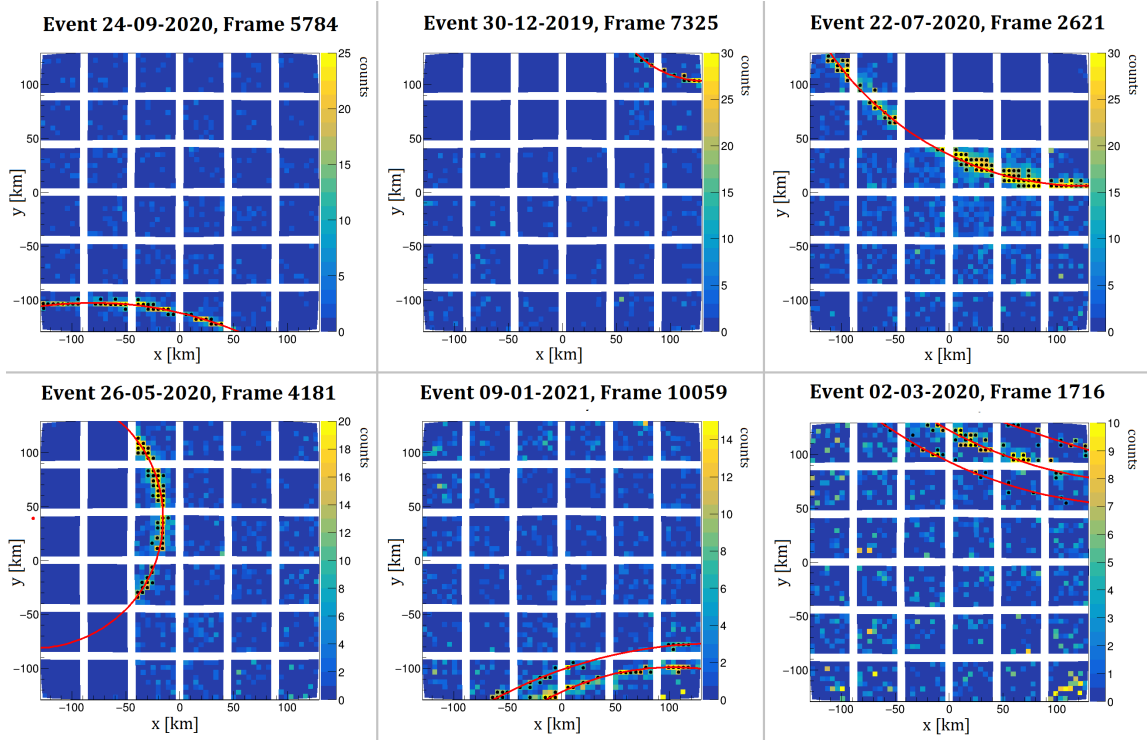 Event 24-09-2020, Frame 5784
counts
25
20
15
10
5
0
y [km]
100
50
0
−50
−100
−100 −50 0 50 100
x [km]
Event 30-12-2019, Frame 7325
counts
30
25
20
15
10
5
0
y [km]
100
50
0
−50
−100
−100 −50 0 50 100
x [km]
Event 22-07-2020, Frame 2621
counts
30
25
20
15
10
5
0
y [km]
100
50
0
−50
−100
−100 −50 0 50 100
x [km]
Event 26-05-2020, Frame 4181
counts
20
18
16
14
12
10
8
6
4
2
0
y [km]
100
50
0
−50
−100
−100 −50 0 50 100
x [km]
Event 09-01-2021, Frame 10059
counts
14
12
10
8
6
4
2
0
y [km]
100
50
0
−50
−100
−100 −50 0 50 100
x [km]
Event 02-03-2020, Frame 1716
counts
10
9
8
7
6
5
4
3
2
1
0
y [km]
100
50
0
−50
−100
−100 −50 0 50 100
x [km]